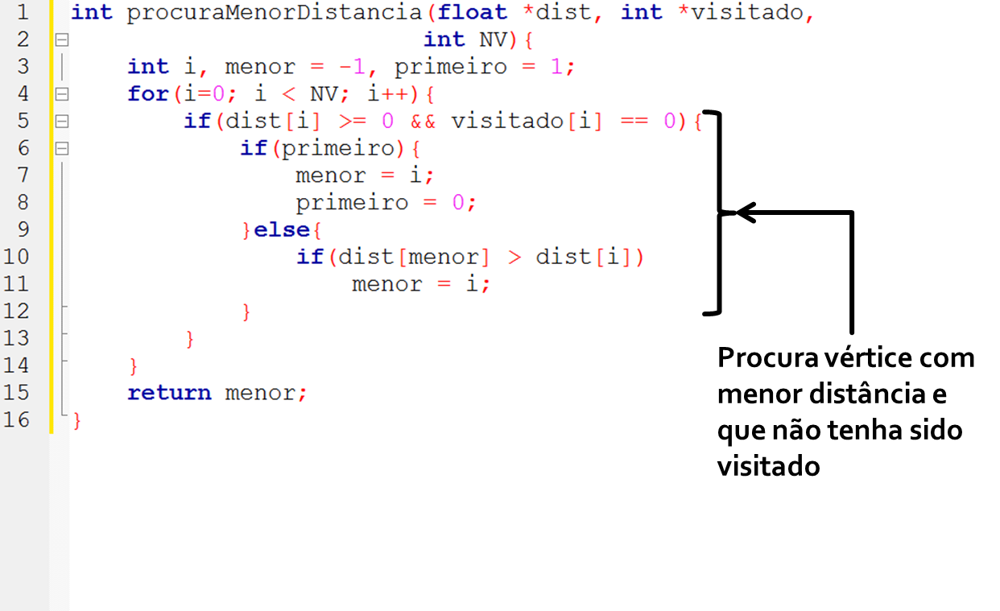 1 int procuraMenorDistancia(float *dist, int *visitado,
2 int NV){
3 int i, menor = -1, primeiro = 1;
4 for(i=0; i < NV; i++){
5 if(dist[i] >= 0 && visitado[i] == 0){
6 if(primeiro){
7 menor = i;
8 primeiro = 0;
9 }else{
10 if(dist[menor] > dist[i])
11 menor = i;
12 }
13 }
14 }
15 return menor;
16 }
Procura vértice com
menor distância e
que não tenha sido
visitado